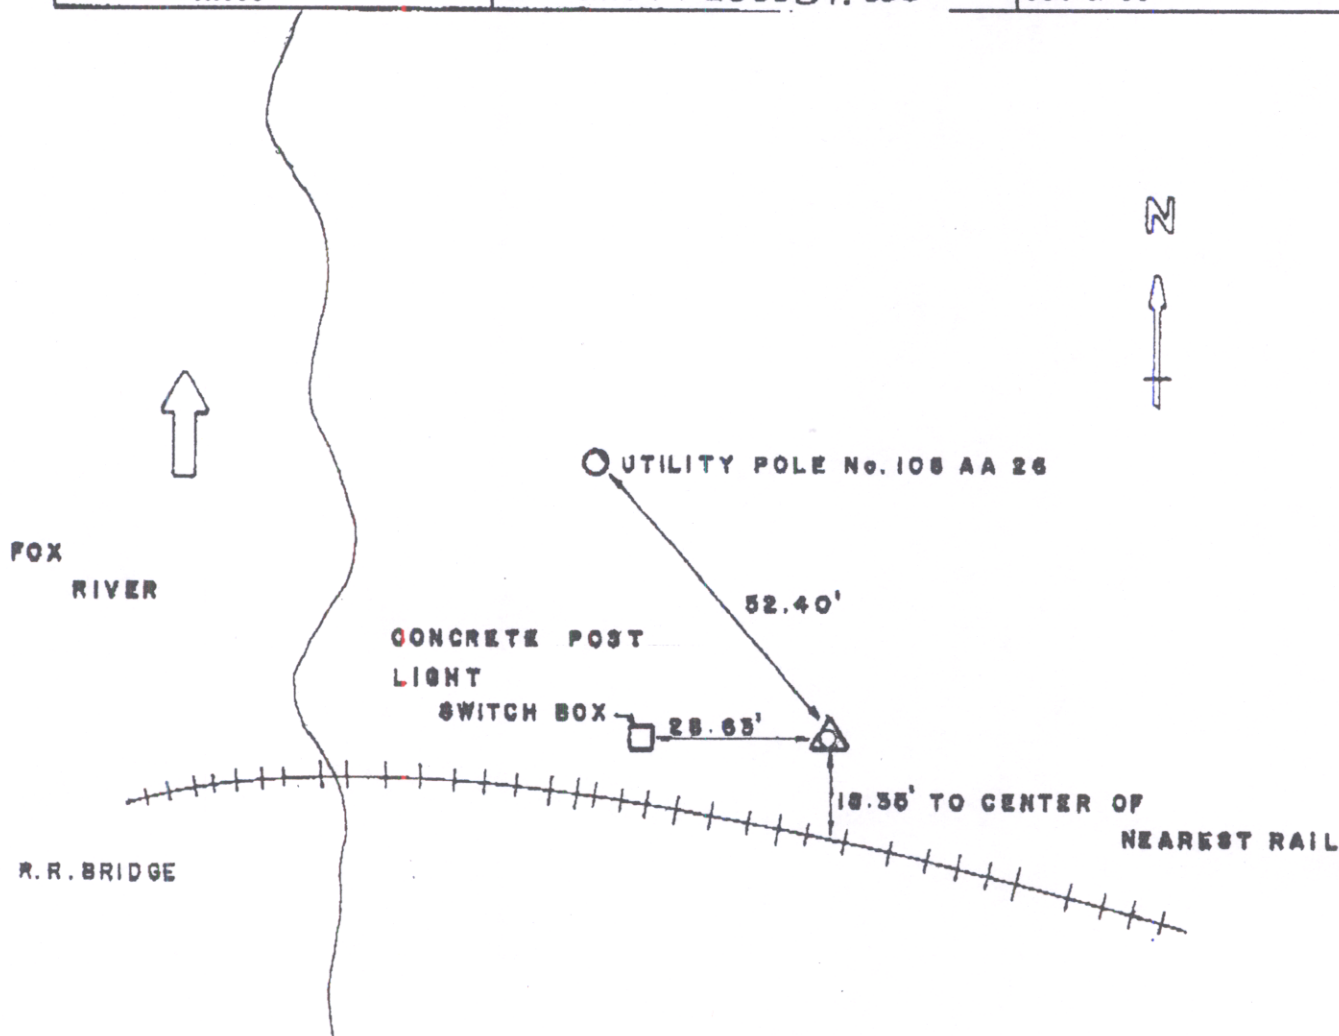 N
UTILITY POLE No. 108 AA 26
FOX
RIVER
52.40'
CONCRETE POST
LIGHT
SWITCH BOX
28.65'
18.35' TO CENTER OF
NEAREST RAIL
R.R. BRIDGE